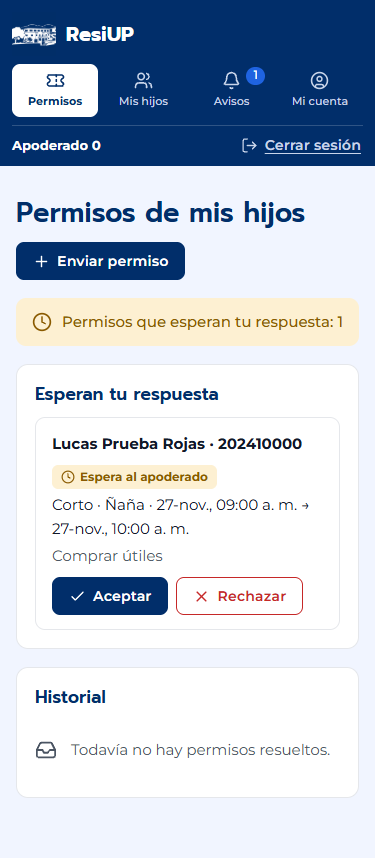 ResiUP
Permisos
Mis hijos
Avisos
1
Mi cuenta
Apoderado 0
Cerrar sesión
Permisos de mis hijos
Enviar permiso
Permisos que esperan tu respuesta: 1
Esperan tu respuesta
Lucas Prueba Rojas · 202410000
Espera al apoderado
Corto · Ñaña · 27-nov., 09:00 a. m. →
27-nov., 10:00 a. m.
Comprar útiles
Aceptar
Rechazar
Historial
Todavía no hay permisos resueltos.